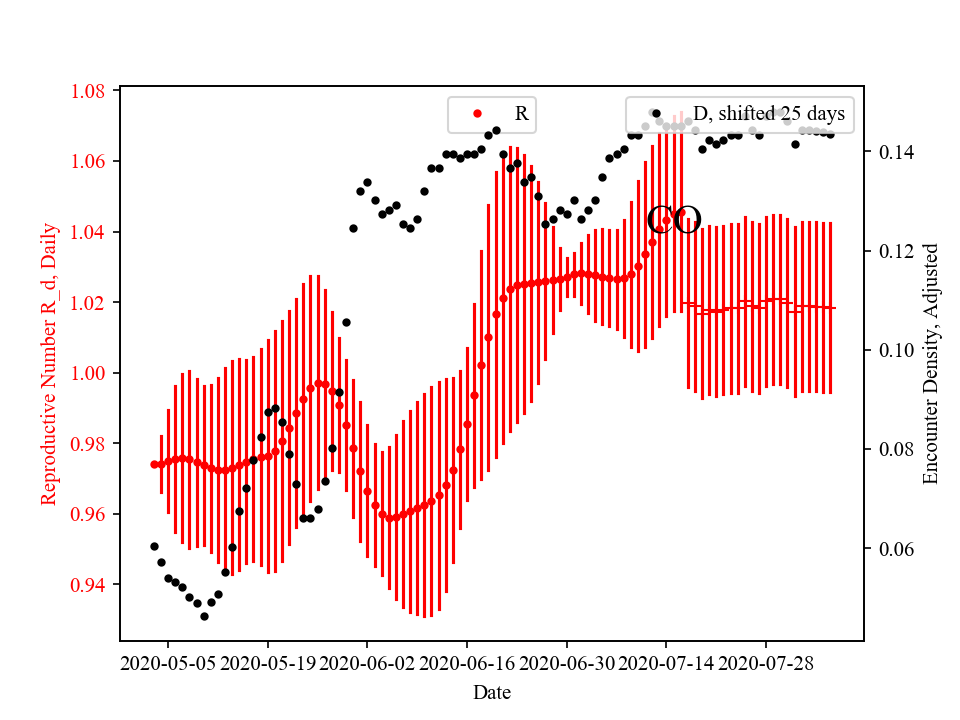 R
D, shifted 25 days
CO
Reproductive Number R_d, Daily
1.08
1.06
1.04
1.02
1.00
0.98
0.96
0.94
0.14
0.12
0.10
0.08
0.06
Encounter Density, Adjusted
2020-05-05 2020-05-19 2020-06-02 2020-06-16 2020-06-30 2020-07-14 2020-07-28
Date